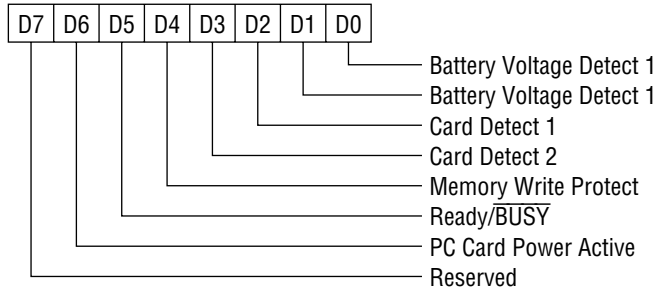 D7 D6 D5 D4 D3 D2 D1 D0
Battery Voltage Detect 1
Battery Voltage Detect 1
Card Detect 1
Card Detect 2
Memory Write Protect
Ready/B̅U̅S̅Y̅
PC Card Power Active
Reserved